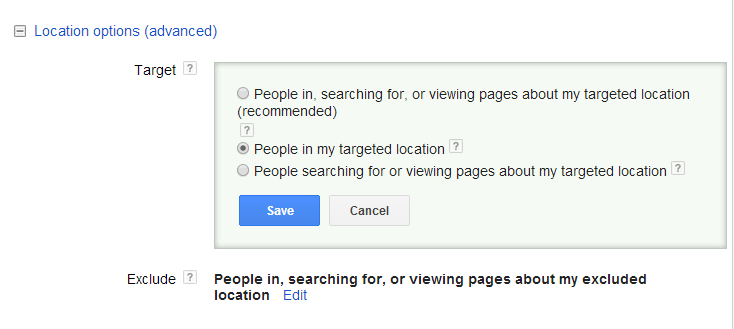 Location options (advanced)
Target ?
People in, searching for, or viewing pages about my targeted location
(recommended)
?
People in my targeted location ?
People searching for or viewing pages about my targeted location ?
Save Cancel
Exclude ? People in, searching for, or viewing pages about my excluded
location Edit